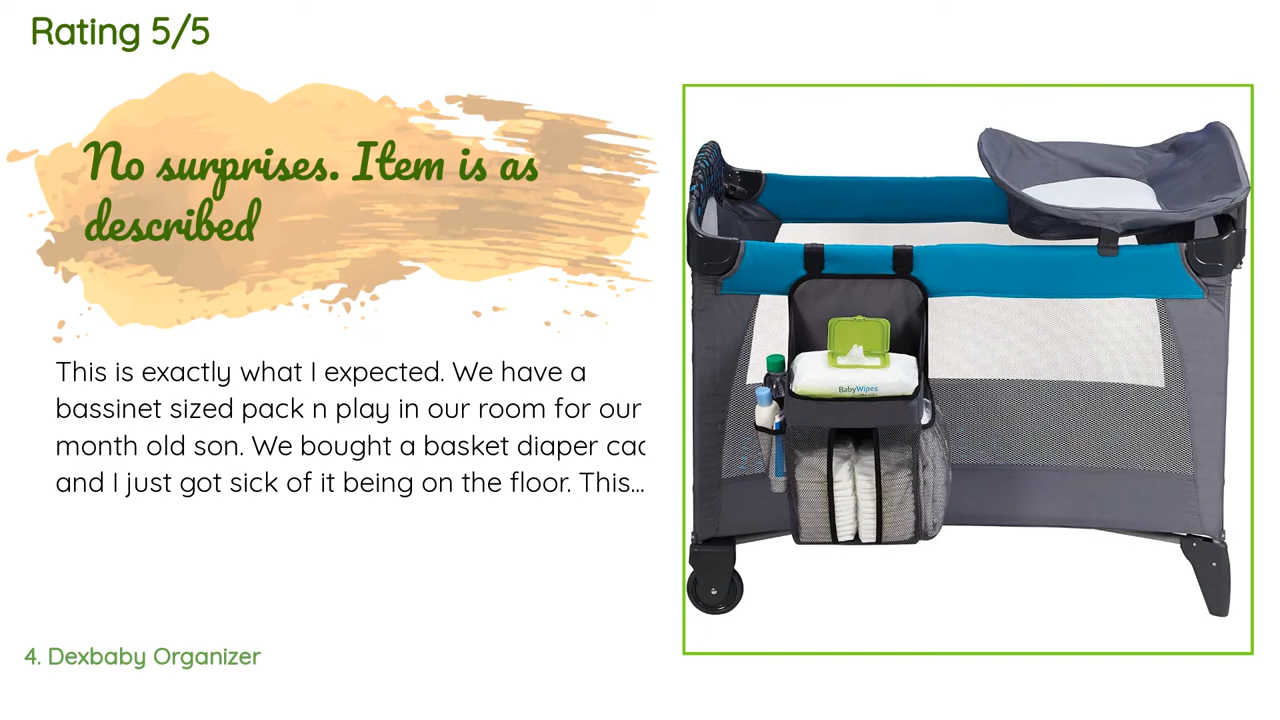 Rating 5/5
No surprises. Item is as
described
This is exactly what I expected. We have a
bassinet sized pack n play in our room for our
month old son. We bought a basket diaper
and I just got sick of it being on the floor. This...
BabyWipes
4. Dexbaby Organizer